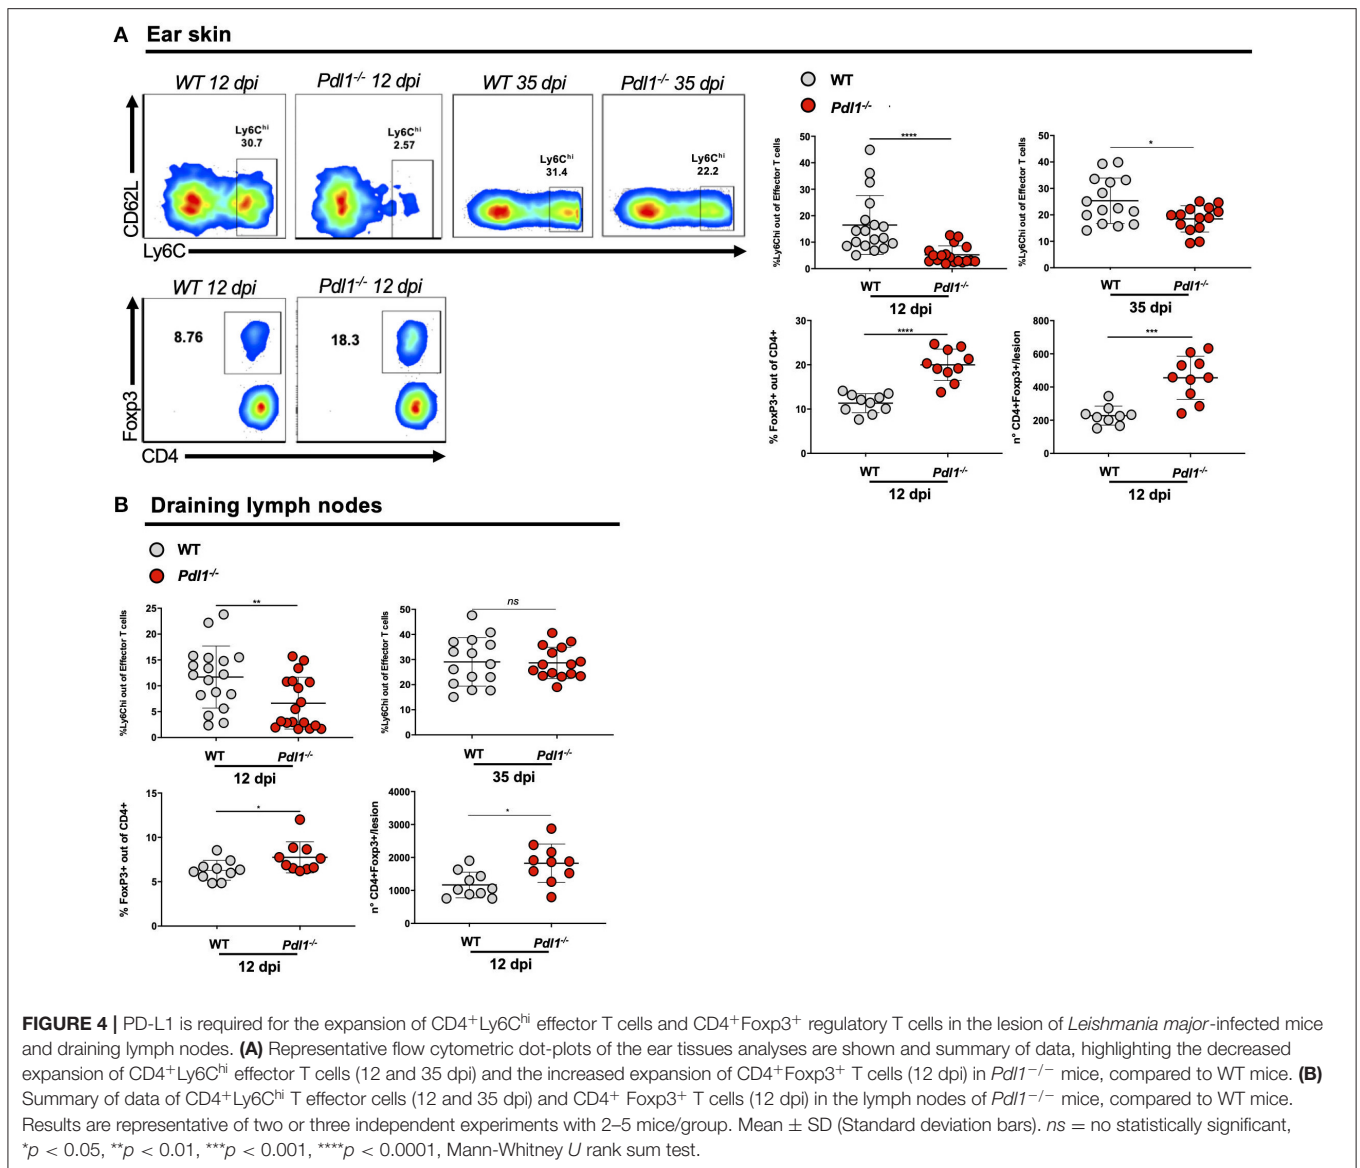 A Ear skin
WT 12 dpi
Pdl1-/- 12 dpi
WT 35 dpi
Pdl1-/- 35 dpi
Ly6Chi
30.7
Ly6Chi
2.57
Ly6Chi
31.4
Ly6Chi
22.2
CD62L
Ly6C
WT 12 dpi
Pdl1-/- 12 dpi
8.76
18.3
Foxp3
CD4
WT
Pdl1-/-
%Ly6Chi out of Effector T cells
50
40
30
20
10
0
****
WT
Pdl1-/-
12 dpi
%Ly6Chi out of Effector T cells
50
40
30
20
10
0
*
WT
Pdl1-/-
35 dpi
% FoxP3+ out of CD4+
30
20
10
0
****
WT
Pdl1-/-
12 dpi
n° CD4+Foxp3+/lesion
800
600
400
200
0
***
WT
Pdl1-/-
12 dpi
B Draining lymph nodes
WT
Pdl1-/-
%Ly6Chi out of Effector T cells
25
20
15
10
5
0
**
WT
Pdl1-/-
12 dpi
%Ly6Chi out of Effector T cells
50
40
30
20
10
0
ns
WT
Pdl1-/-
35 dpi
% FoxP3+ out of CD4+
15
10
5
0
*
WT
Pdl1-/-
12 dpi
n° CD4+Foxp3+/lesion
4000
3000
2000
1000
0
*
WT
Pdl1-/-
12 dpi
FIGURE 4 | PD-L1 is required for the expansion of CD4+Ly6Chi effector T cells and CD4+Foxp3+ regulatory T cells in the lesion of Leishmania major-infected mice
and draining lymph nodes. (A) Representative flow cytometric dot-plots of the ear tissues analyses are shown and summary of data, highlighting the decreased
expansion of CD4+Ly6Chi effector T cells (12 and 35 dpi) and the increased expansion of CD4+Foxp3+ T cells (12 dpi) in Pdl1−/− mice, compared to WT mice. (B)
Summary of data of CD4+Ly6Chi T effector cells (12 and 35 dpi) and CD4+ Foxp3+ T cells (12 dpi) in the lymph nodes of Pdl1−/− mice, compared to WT mice.
Results are representative of two or three independent experiments with 2–5 mice/group. Mean ± SD (Standard deviation bars). ns = no statistically significant,
*p < 0.05, **p < 0.01, ***p < 0.001, ****p < 0.0001, Mann-Whitney U rank sum test.